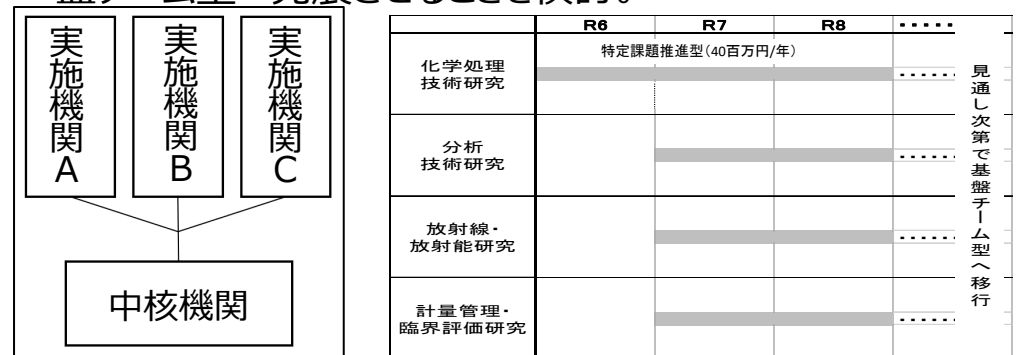 盤チーム型へ発展させることを検討。
実施機関A
実施機関B
実施機関C
中核機関
R6 R7 R8 ・・・・・
特定課題推進型(40百万円/年)
化学処理
技術研究
分析
技術研究
放射線・
放射能研究
計量管理・
臨界評価研究
見通し次第で基盤チーム型へ移行